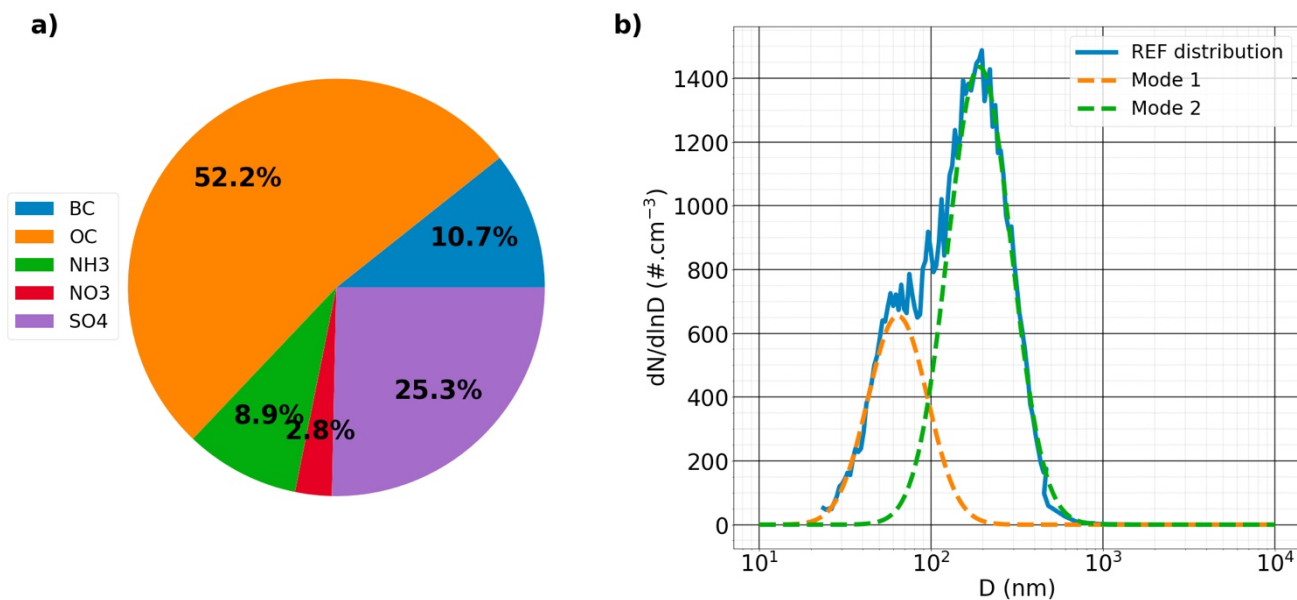 a)
52.2%
10.7%
8.9%
2.8%
25.3%
BC
OC
NH3
NO3
SO4
b)
REF distribution
Mode 1
Mode 2
dN/dlnD (#.cm⁻³)
1400
1200
1000
800
600
400
200
0
10¹
10²
10³
10⁴
D (nm)